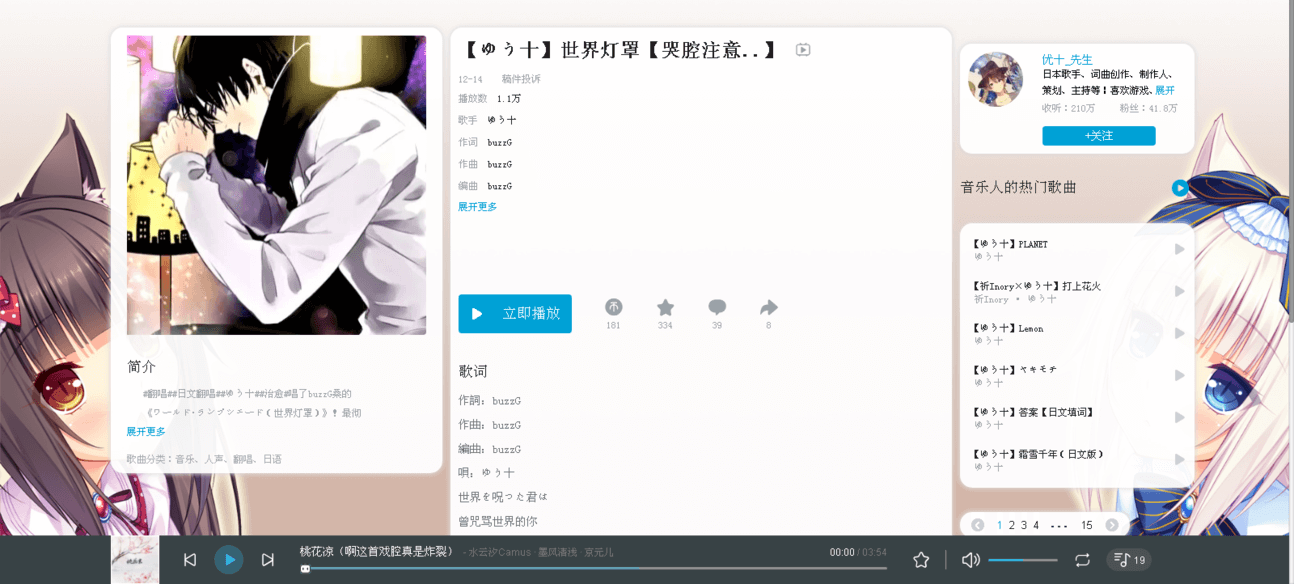 【ゆう十】世界灯罩【哭腔注意..】
12-14 稿件投诉
播放数 1.1万
歌手 ゆう十
作词 buzzG
作曲 buzzG
编曲 buzzG
展开更多
立即播放
181 334 39 8
简介
#翻唱##日文翻唱##ゆう十##治愈#唱了buzzG桑的
《ワールド・ランプシェード（世界灯罩）》！是彻
展开更多
歌曲分类：音乐、人声、翻唱、日语
歌词
作詞：buzzG
作曲：buzzG
編曲：buzzG
唄：ゆう十
世界を呪った君は
曾咒骂世界的你
优十_先生
日本歌手、词曲创作、制作人、
策划、主持等！喜欢游戏、展开
收听：210万 粉丝：41.8万
+关注
音乐人的热门歌曲
【ゆう十】PLANET
ゆう十
【祈Inory×ゆう十】打上花火
祈Inory · ゆう十
【ゆう十】Lemon
ゆう十
【ゆう十】ヤキモチ
ゆう十
【ゆう十】答案【日文填词】
ゆう十
【ゆう十】霜雪千年（日文版）
ゆう十
1 2 3 4 ... 15
桃花凉（啊这首戏腔真是炸裂） - 水云沙Camus · 墨风清浅 · 京元儿
00:00 / 03:54
19